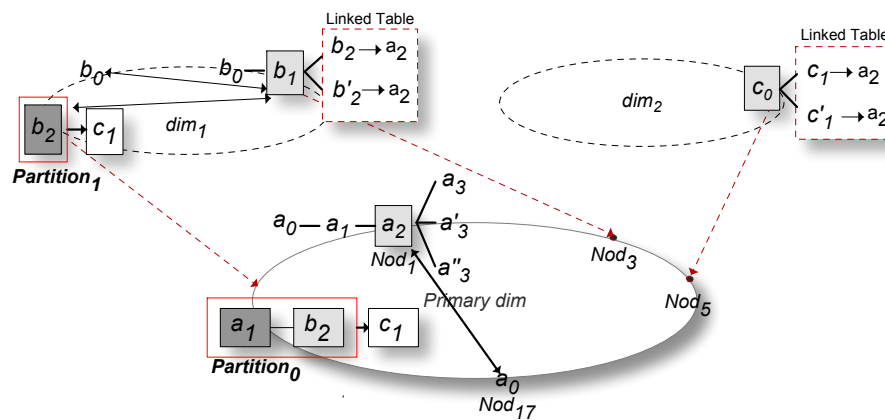 Linked Table
b₂ → a₂
b'₂ → a₂
b₀
b₀ b₁
dim₁
b₂ → c₁
Partition₁
Linked Table
c₁ → a₂
c'₁ → a₂
c₀
dim₂
a₃
a₀ — a₁ — a₂ a'₃
a''₃
Nod₁
Nod₃
Nod₅
Primary dim
a₁ — b₂ → c₁
Partition₀
a₀
Nod₁₇